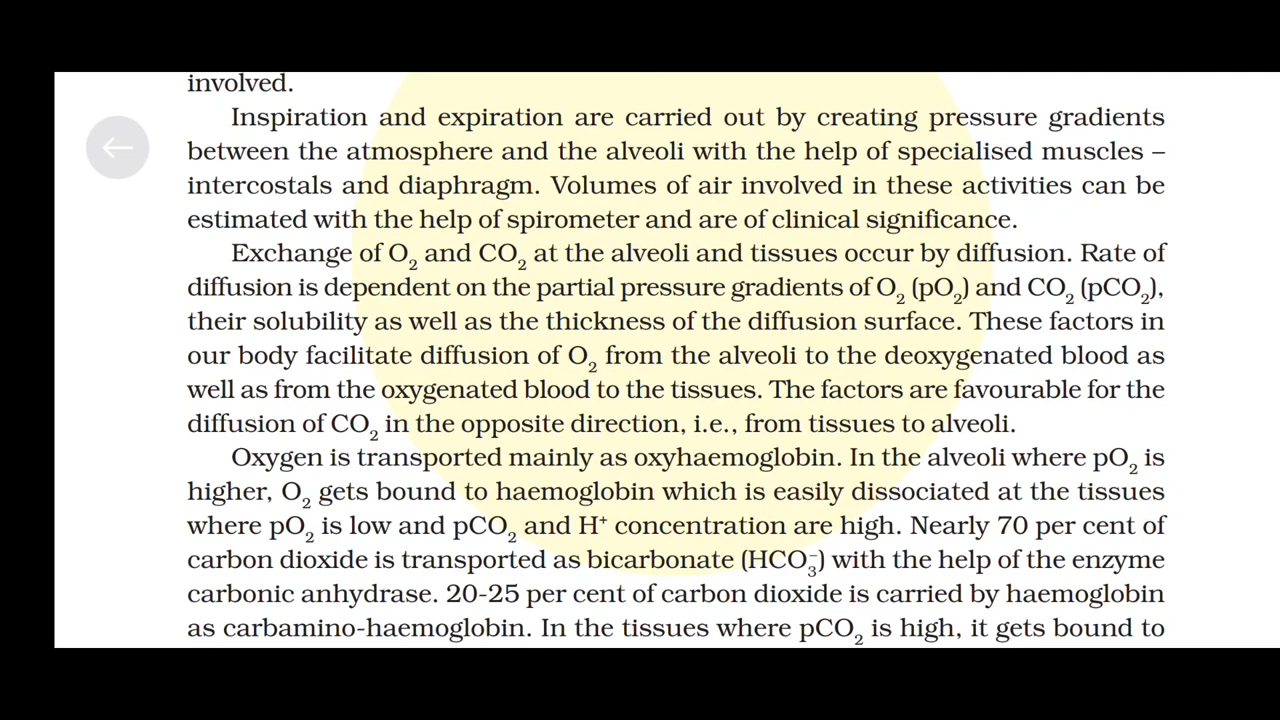 involved.
Inspiration and expiration are carried out by creating pressure gradients
between the atmosphere and the alveoli with the help of specialised muscles –
intercostals and diaphragm. Volumes of air involved in these activities can be
estimated with the help of spirometer and are of clinical significance.
Exchange of O₂ and CO₂ at the alveoli and tissues occur by diffusion. Rate of
diffusion is dependent on the partial pressure gradients of O₂ (pO₂) and CO₂ (pCO₂),
their solubility as well as the thickness of the diffusion surface. These factors in
our body facilitate diffusion of O₂ from the alveoli to the deoxygenated blood as
well as from the oxygenated blood to the tissues. The factors are favourable for the
diffusion of CO₂ in the opposite direction, i.e., from tissues to alveoli.
Oxygen is transported mainly as oxyhaemoglobin. In the alveoli where pO₂ is
higher, O₂ gets bound to haemoglobin which is easily dissociated at the tissues
where pO₂ is low and pCO₂ and H⁺ concentration are high. Nearly 70 per cent of
carbon dioxide is transported as bicarbonate (HCO₃⁻) with the help of the enzyme
carbonic anhydrase. 20-25 per cent of carbon dioxide is carried by haemoglobin
as carbamino-haemoglobin. In the tissues where pCO₂ is high, it gets bound to